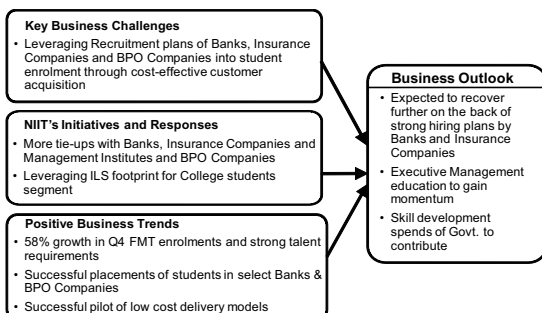 Key Business Challenges
• Leveraging Recruitment plans of Banks, Insurance
Companies and BPO Companies into student
enrolment through cost-effective customer
acquisition
NIIT's Initiatives and Responses
• More tie-ups with Banks, Insurance Companies and
Management Institutes and BPO Companies
• Leveraging ILS footprint for College students
segment
Positive Business Trends
• 58% growth in Q4 FMT enrolments and strong talent
requirements
• Successful placements of students in select Banks &
BPO Companies
• Successful pilot of low cost delivery models
Business Outlook
• Expected to recover
further on the back of
strong hiring plans by
Banks and Insurance
Companies
• Executive Management
education to gain
momentum
• Skill development
spends of Govt. to
contribute